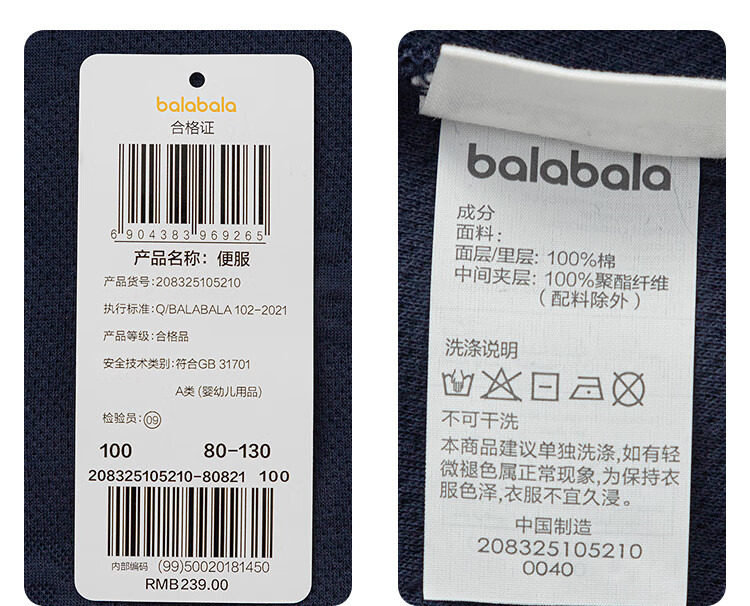 balabala
合格证
6 904383 969265
产品名称：便服
产品货号:208325105210
执行标准:Q/BALABALA 102-2021
产品等级:合格品
安全技术类别:符合GB 31701
A类 (婴幼儿用品)
检验员:09
100 80-130
208325105210-80821 100
内部编码 (99)50020181450
RMB239.00
balabala
成分
面料:
面层/里层: 100%棉
中间夹层: 100%聚酯纤维
(配料除外)
洗涤说明
不可干洗
本商品建议单独洗涤,如有轻
微褪色属正常现象,为保持衣
服色泽,衣服不宜久浸。
中国制造
208325105210
0040